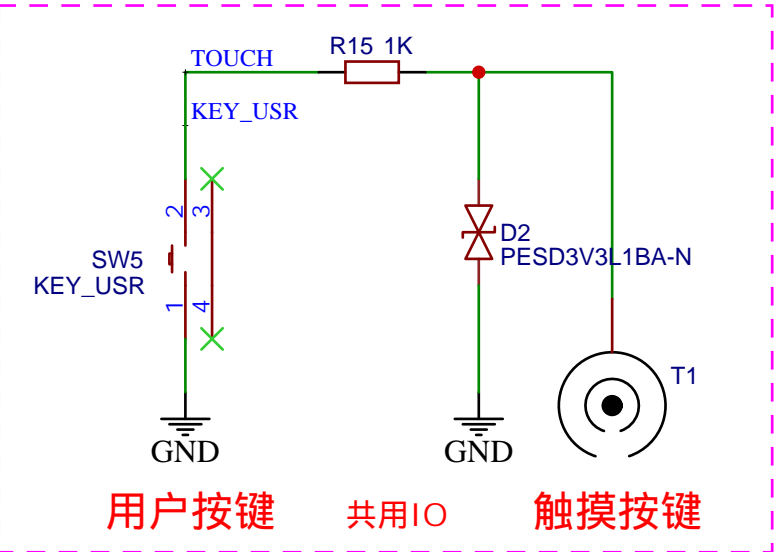 R15 1K
TOUCH
KEY_USR
2
3
SW5
KEY_USR
1
4
D2
PESD3V3L1BA-N
T1
GND
GND
用户按键
共用IO
触摸按键